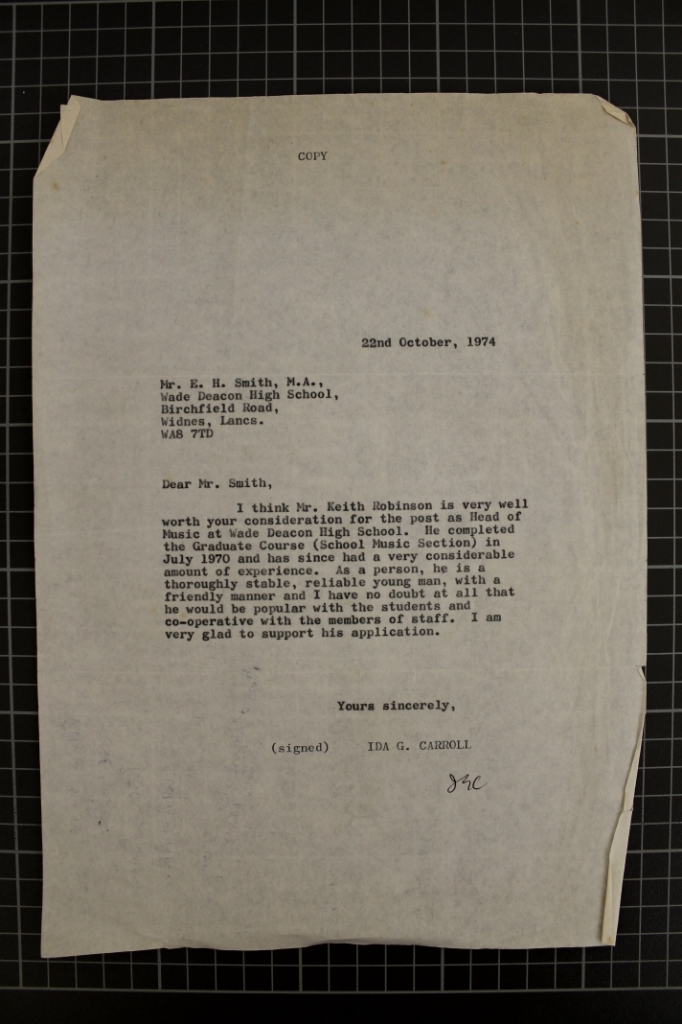 COPY
22nd October, 1974
Mr. E. H. Smith, M.A.,
Wade Deacon High School,
Birchfield Road,
Widnes, Lancs.
WA8 7TD
Dear Mr. Smith,
I think Mr. Keith Robinson is very well
worth your consideration for the post as Head of
Music at Wade Deacon High School.  He completed
the Graduate Course (School Music Section) in
July 1970 and has since had a very considerable
amount of experience.  As a person, he is a
thoroughly stable, reliable young man, with a
friendly manner and I have no doubt at all that
he would be popular with the students and
co-operative with the members of staff.  I am
very glad to support his application.
Yours sincerely,
(signed) IDA G. CARROLL
IGC